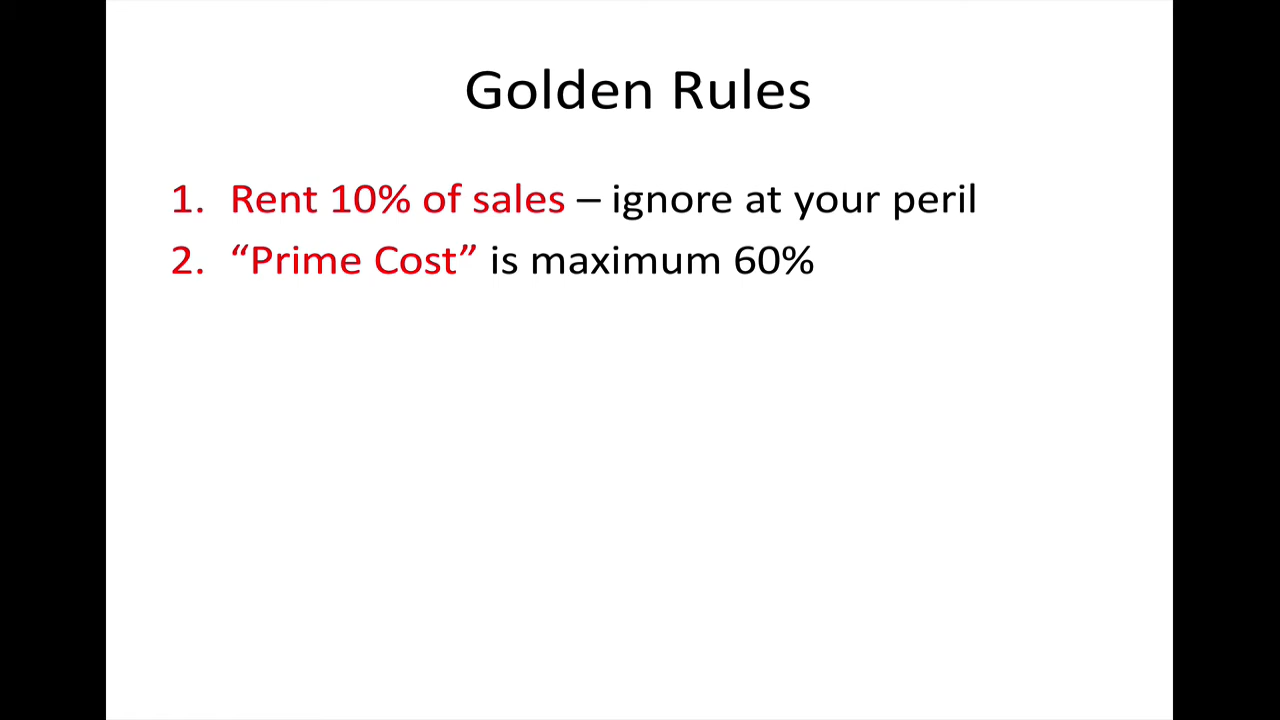 Golden Rules
1. Rent 10% of sales – ignore at your peril
2. “Prime Cost” is maximum 60%